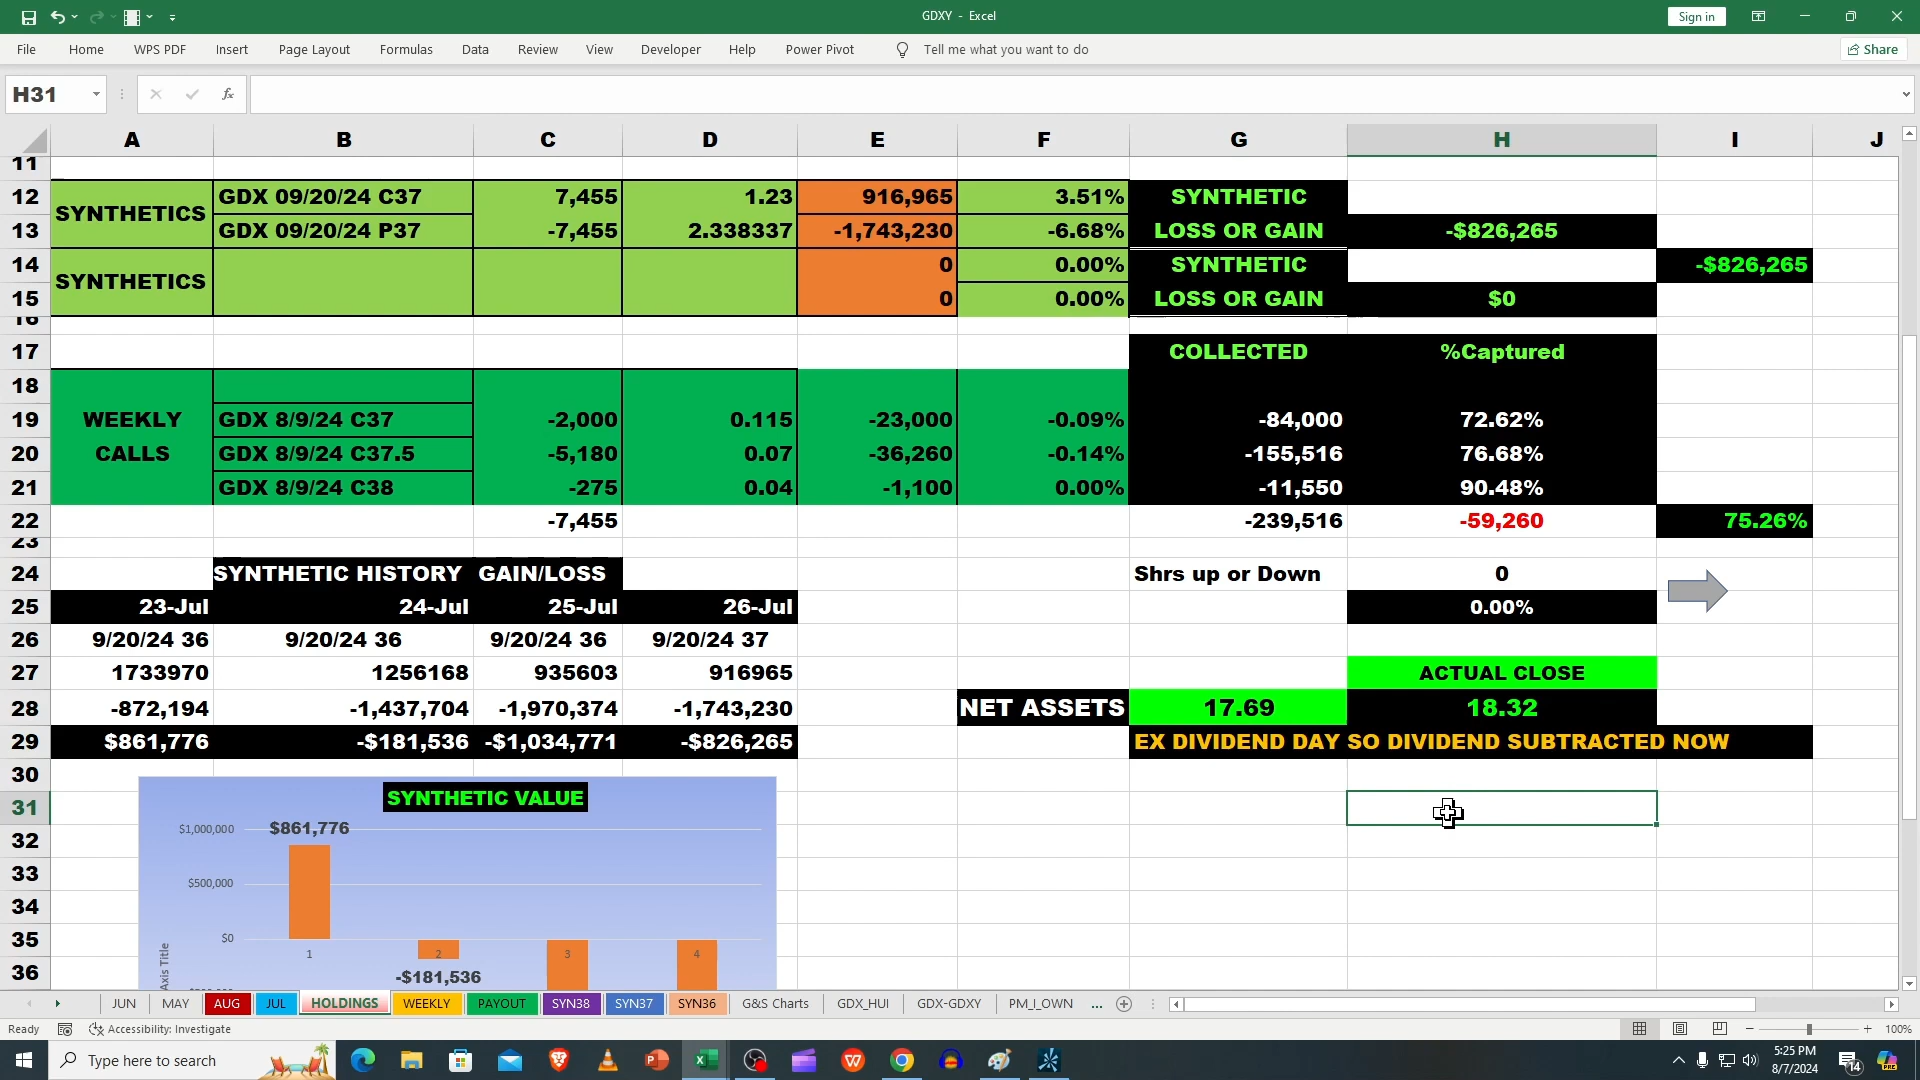 GDXY - Excel
Sign in
File Home WPS PDF Insert Page Layout Formulas Data Review View Developer Help Power Pivot Tell me what you want to do Share
H31 fx
A B C D E F G H I J
11
12 SYNTHETICS GDX 09/20/24 C37 7,455 1.23 916,965 3.51% SYNTHETIC
13 GDX 09/20/24 P37 -7,455 2.338337 -1,743,230 -6.68% LOSS OR GAIN -$826,265
14 SYNTHETICS 0 0.00% SYNTHETIC -$826,265
15 0 0.00% LOSS OR GAIN $0
16
17 COLLECTED %Captured
18
19 WEEKLY GDX 8/9/24 C37 -2,000 0.115 -23,000 -0.09% -84,000 72.62%
20 CALLS GDX 8/9/24 C37.5 -5,180 0.07 -36,260 -0.14% -155,516 76.68%
21 GDX 8/9/24 C38 -275 0.04 -1,100 0.00% -11,550 90.48%
22 -7,455 -239,516 -59,260 75.26%
23
24 SYNTHETIC HISTORY GAIN/LOSS Shrs up or Down 0
25 23-Jul 24-Jul 25-Jul 26-Jul 0.00%
26 9/20/24 36 9/20/24 36 9/20/24 36 9/20/24 37
27 1733970 1256168 935603 916965 ACTUAL CLOSE
28 -872,194 -1,437,704 -1,970,374 -1,743,230 NET ASSETS 17.69 18.32
29 $861,776 -$181,536 -$1,034,771 -$826,265 EX DIVIDEND DAY SO DIVIDEND SUBTRACTED NOW
30
SYNTHETIC VALUE
31
$1,000,000 $861,776
32
33
$500,000
34
35
$0
1 2 3 4
36
-$181,536
Axis Title
JUN MAY AUG JUL HOLDINGS WEEKLY PAYOUT SYN38 SYN37 SYN36 G&S Charts GDX_HUI GDX-GDXY PM_I_OWN ...
Ready Accessibility: Investigate 100%
Type here to search
5:25 PM
8/7/2024
14